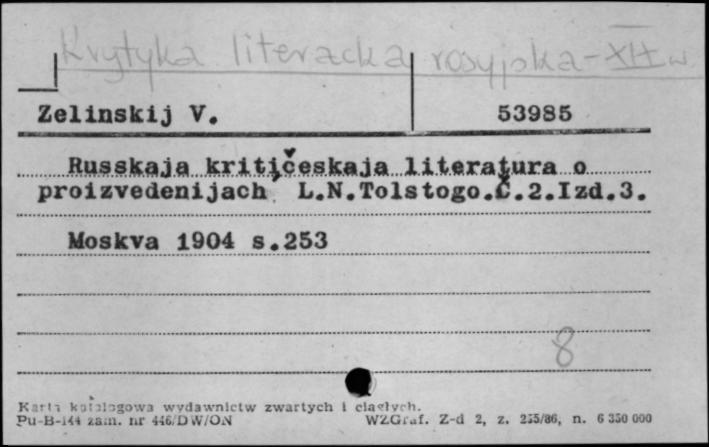 Krytyka literacka rosyjska - XIX w.
Zelinskij V. 53985
Russkaja kritičeskaja literatura o
proizvedenijach L.N.Tolstogo.Č.2.Izd.3.
Moskva 1904 s.253
8
Karta katalogowa wydawnictw zwartych i ciągłych.
Pu-B-144 zam. nr 446/DW/ON WZGraf. Z-d 2, z. 255/86, n. 6 350 000